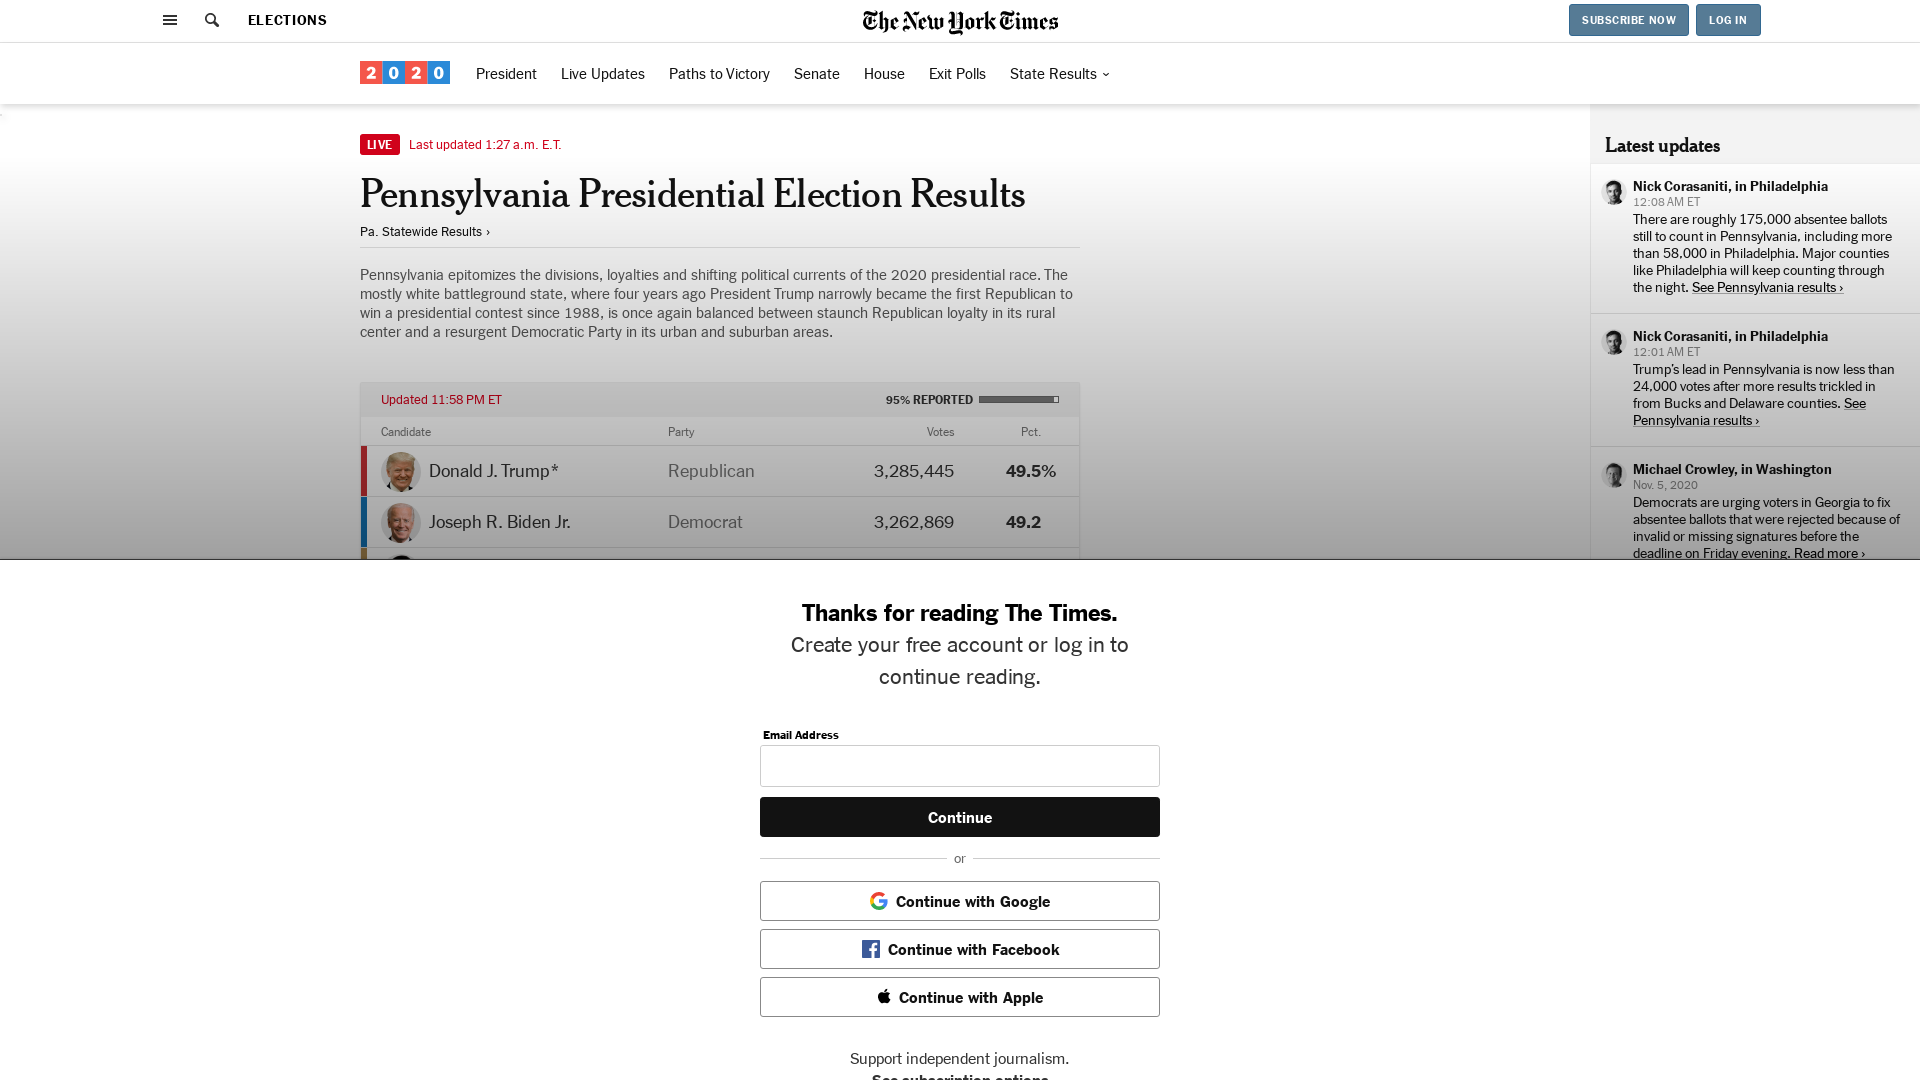 ELECTIONS
The New York Times
SUBSCRIBE NOW
LOG IN
2020
President
Live Updates
Paths to Victory
Senate
House
Exit Polls
State Results
LIVE
Last updated 1:27 a.m. E.T.
Pennsylvania Presidential Election Results
Pa. Statewide Results ›
Pennsylvania epitomizes the divisions, loyalties and shifting political currents of the 2020 presidential race. The
mostly white battleground state, where four years ago President Trump narrowly became the first Republican to
win a presidential contest since 1988, is once again balanced between staunch Republican loyalty in its rural
center and a resurgent Democratic Party in its urban and suburban areas.
Updated 11:58 PM ET
95% REPORTED
Candidate Party Votes Pct.
Donald J. Trump* Republican 3,285,445 49.5%
Joseph R. Biden Jr. Democrat 3,262,869 49.2
Latest updates
Nick Corasaniti, in Philadelphia
12:08 AM ET
There are roughly 175,000 absentee ballots
still to count in Pennsylvania, including more
than 58,000 in Philadelphia. Major counties
like Philadelphia will keep counting through
the night. See Pennsylvania results ›
Nick Corasaniti, in Philadelphia
12:01 AM ET
Trump’s lead in Pennsylvania is now less than
24,000 votes after more results trickled in
from Bucks and Delaware counties. See
Pennsylvania results ›
Michael Crowley, in Washington
Nov. 5, 2020
Democrats are urging voters in Georgia to fix
absentee ballots that were rejected because of
invalid or missing signatures before the
deadline on Friday evening. Read more ›
Thanks for reading The Times.
Create your free account or log in to
continue reading.
Email Address
Continue
or
Continue with Google
Continue with Facebook
Continue with Apple
Support independent journalism.
See subscription options